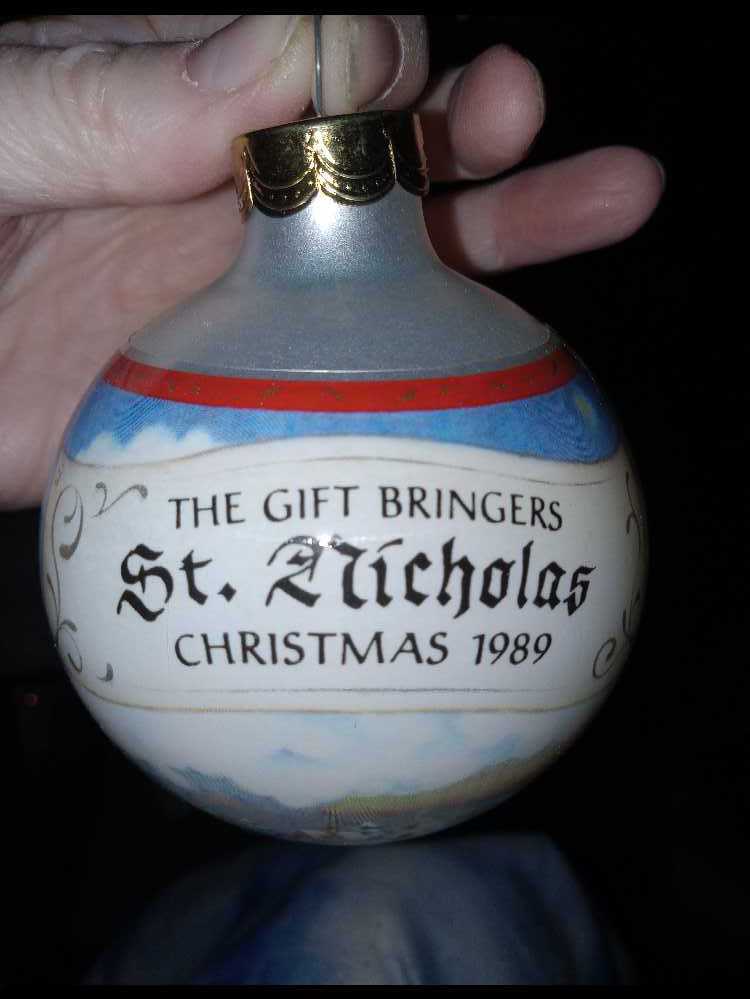 THE GIFT BRINGERS
St. Nicholas
CHRISTMAS 1989